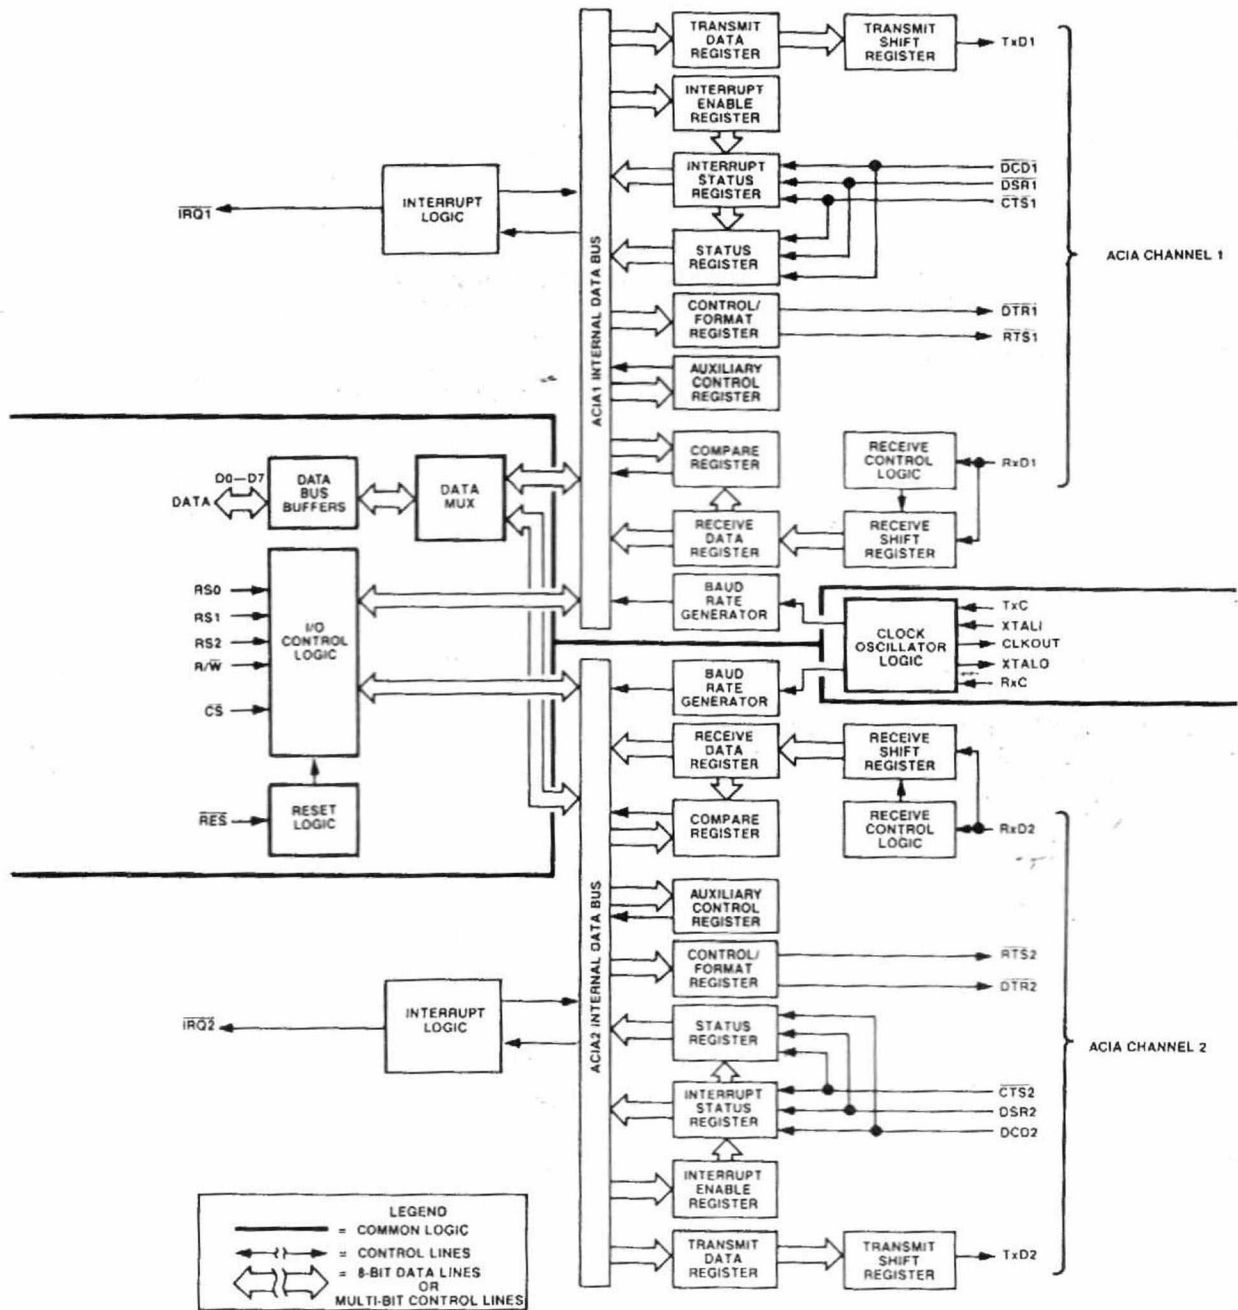 TRANSMIT
DATA
REGISTER
TRANSMIT
SHIFT
REGISTER
TxD1
INTERRUPT
ENABLE
REGISTER
INTERRUPT
STATUS
REGISTER
DCD1
DSR1
CTS1
INTERRUPT
LOGIC
IRQ1
STATUS
REGISTER
ACIA CHANNEL 1
CONTROL/
FORMAT
REGISTER
DTR1
RTS1
ACIA1 INTERNAL DATA BUS
AUXILIARY
CONTROL
REGISTER
COMPARE
REGISTER
RECEIVE
CONTROL
LOGIC
RxD1
D0—D7
DATA
DATA
BUS
BUFFERS
DATA
MUX
RECEIVE
DATA
REGISTER
RECEIVE
SHIFT
REGISTER
RS0
RS1
RS2
R/W
CS
I/O
CONTROL
LOGIC
BAUD
RATE
GENERATOR
CLOCK
OSCILLATOR
LOGIC
TxC
XTALI
CLKOUT
XTALO
RxC
BAUD
RATE
GENERATOR
RECEIVE
DATA
REGISTER
RECEIVE
SHIFT
REGISTER
RES
RESET
LOGIC
COMPARE
REGISTER
RECEIVE
CONTROL
LOGIC
RxD2
ACIA2 INTERNAL DATA BUS
AUXILIARY
CONTROL
REGISTER
CONTROL/
FORMAT
REGISTER
RTS2
DTR2
INTERRUPT
LOGIC
IRQ2
STATUS
REGISTER
ACIA CHANNEL 2
INTERRUPT
STATUS
REGISTER
CTS2
DSR2
DCD2
INTERRUPT
ENABLE
REGISTER
TRANSMIT
DATA
REGISTER
TRANSMIT
SHIFT
REGISTER
TxD2
LEGEND
= COMMON LOGIC
= CONTROL LINES
= 8-BIT DATA LINES
OR
MULTI-BIT CONTROL LINES